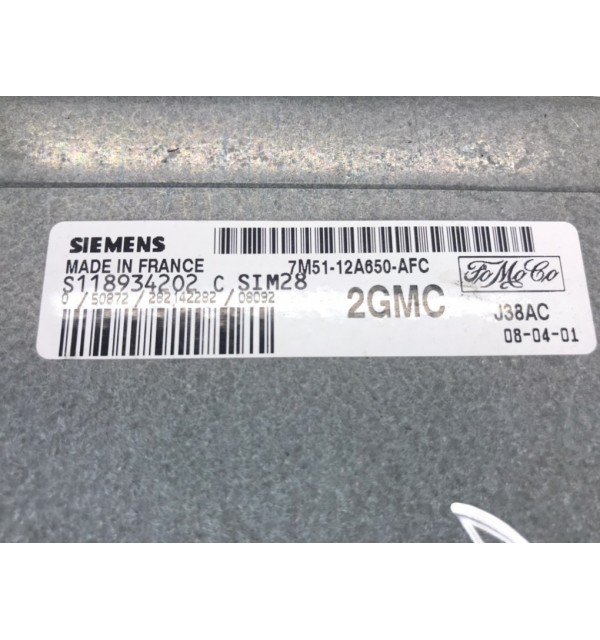 SIEMENS
MADE IN FRANCE
7M51-12A650-AFC
FoMoCo
S118934202 C SIM28
0 / 50872 / 282142282 / 08092
2GMC
J38AC
08-04-01